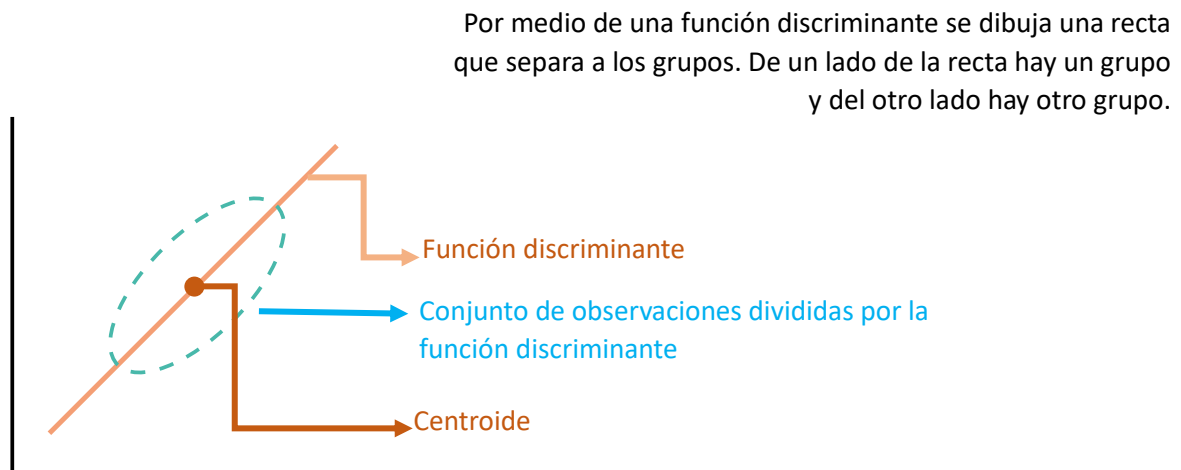 Por medio de una función discriminante se dibuja una recta
que separa a los grupos. De un lado de la recta hay un grupo
y del otro lado hay otro grupo.
Función discriminante
Conjunto de observaciones divididas por la
función discriminante
Centroide